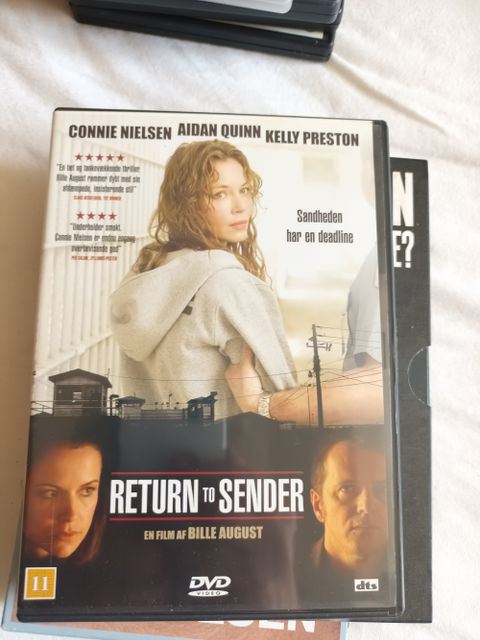 CONNIE NIELSEN AIDAN QUINN KELLY PRESTON
★★★★★
"En tæt og tankevækkende thriller.
Bille August rammer dybt med sin
afdæmpede, insisterende stil"
★★★★
"Underholder smukt.
Connie Nielsen er endnu engang
overbevisende god"
Sandheden
har en deadline
RETURN TO SENDER
EN FILM AF BILLE AUGUST
11
DVD
VIDEO
dts
N
E?